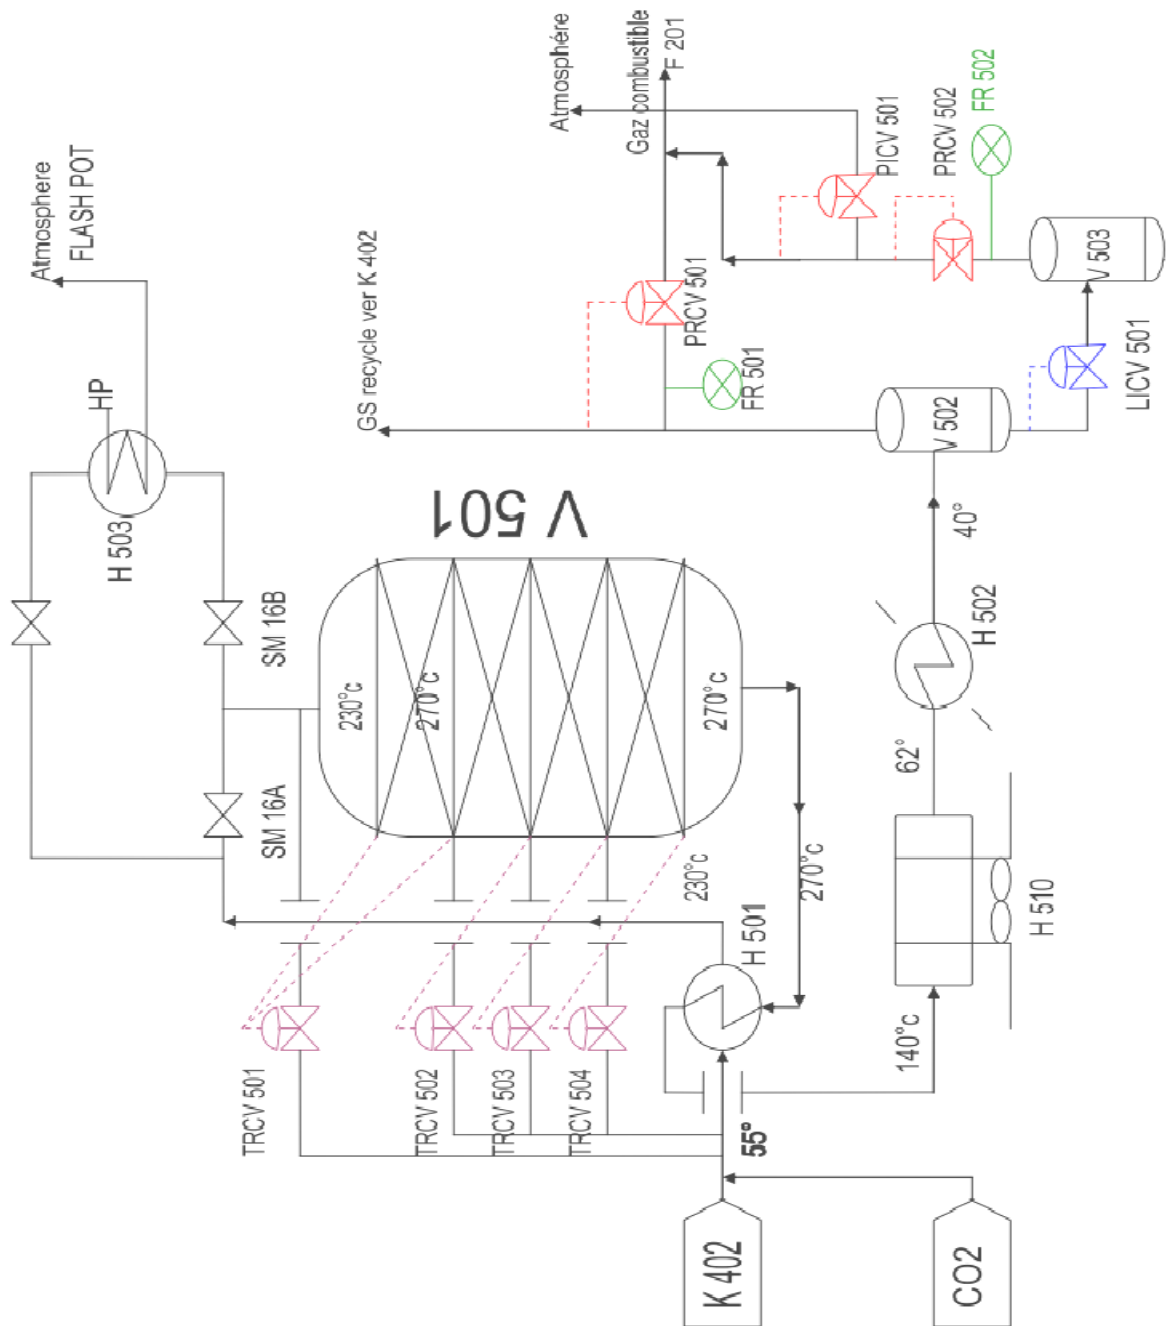 Atmosphere
FLASH POT
HP
H 503
SM 16B
SM 16A
Atmosphére
Gaz combustible
F 201
FR 502
PRCV 502
PICV 501
GS recycle ver K 402
PRCV 501
FR 501
V 503
LICV 501
V 502
V 501
230°c
270°c
270°c
40°
H 502
62°
230°c
270°c
H 501
H 510
140°c
TRCV 501
TRCV 502
TRCV 503
TRCV 504
55°
K 402
CO2